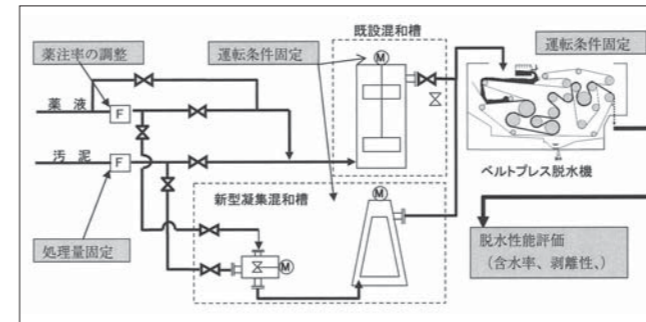 既設混和槽
薬注率の調整
運転条件固定
運転条件固定
M
薬 液
F
汚 泥
F
ベルトプレス脱水機
新型凝集混和槽
M
処理量固定
M
脱水性能評価
（含水率、剥離性、）